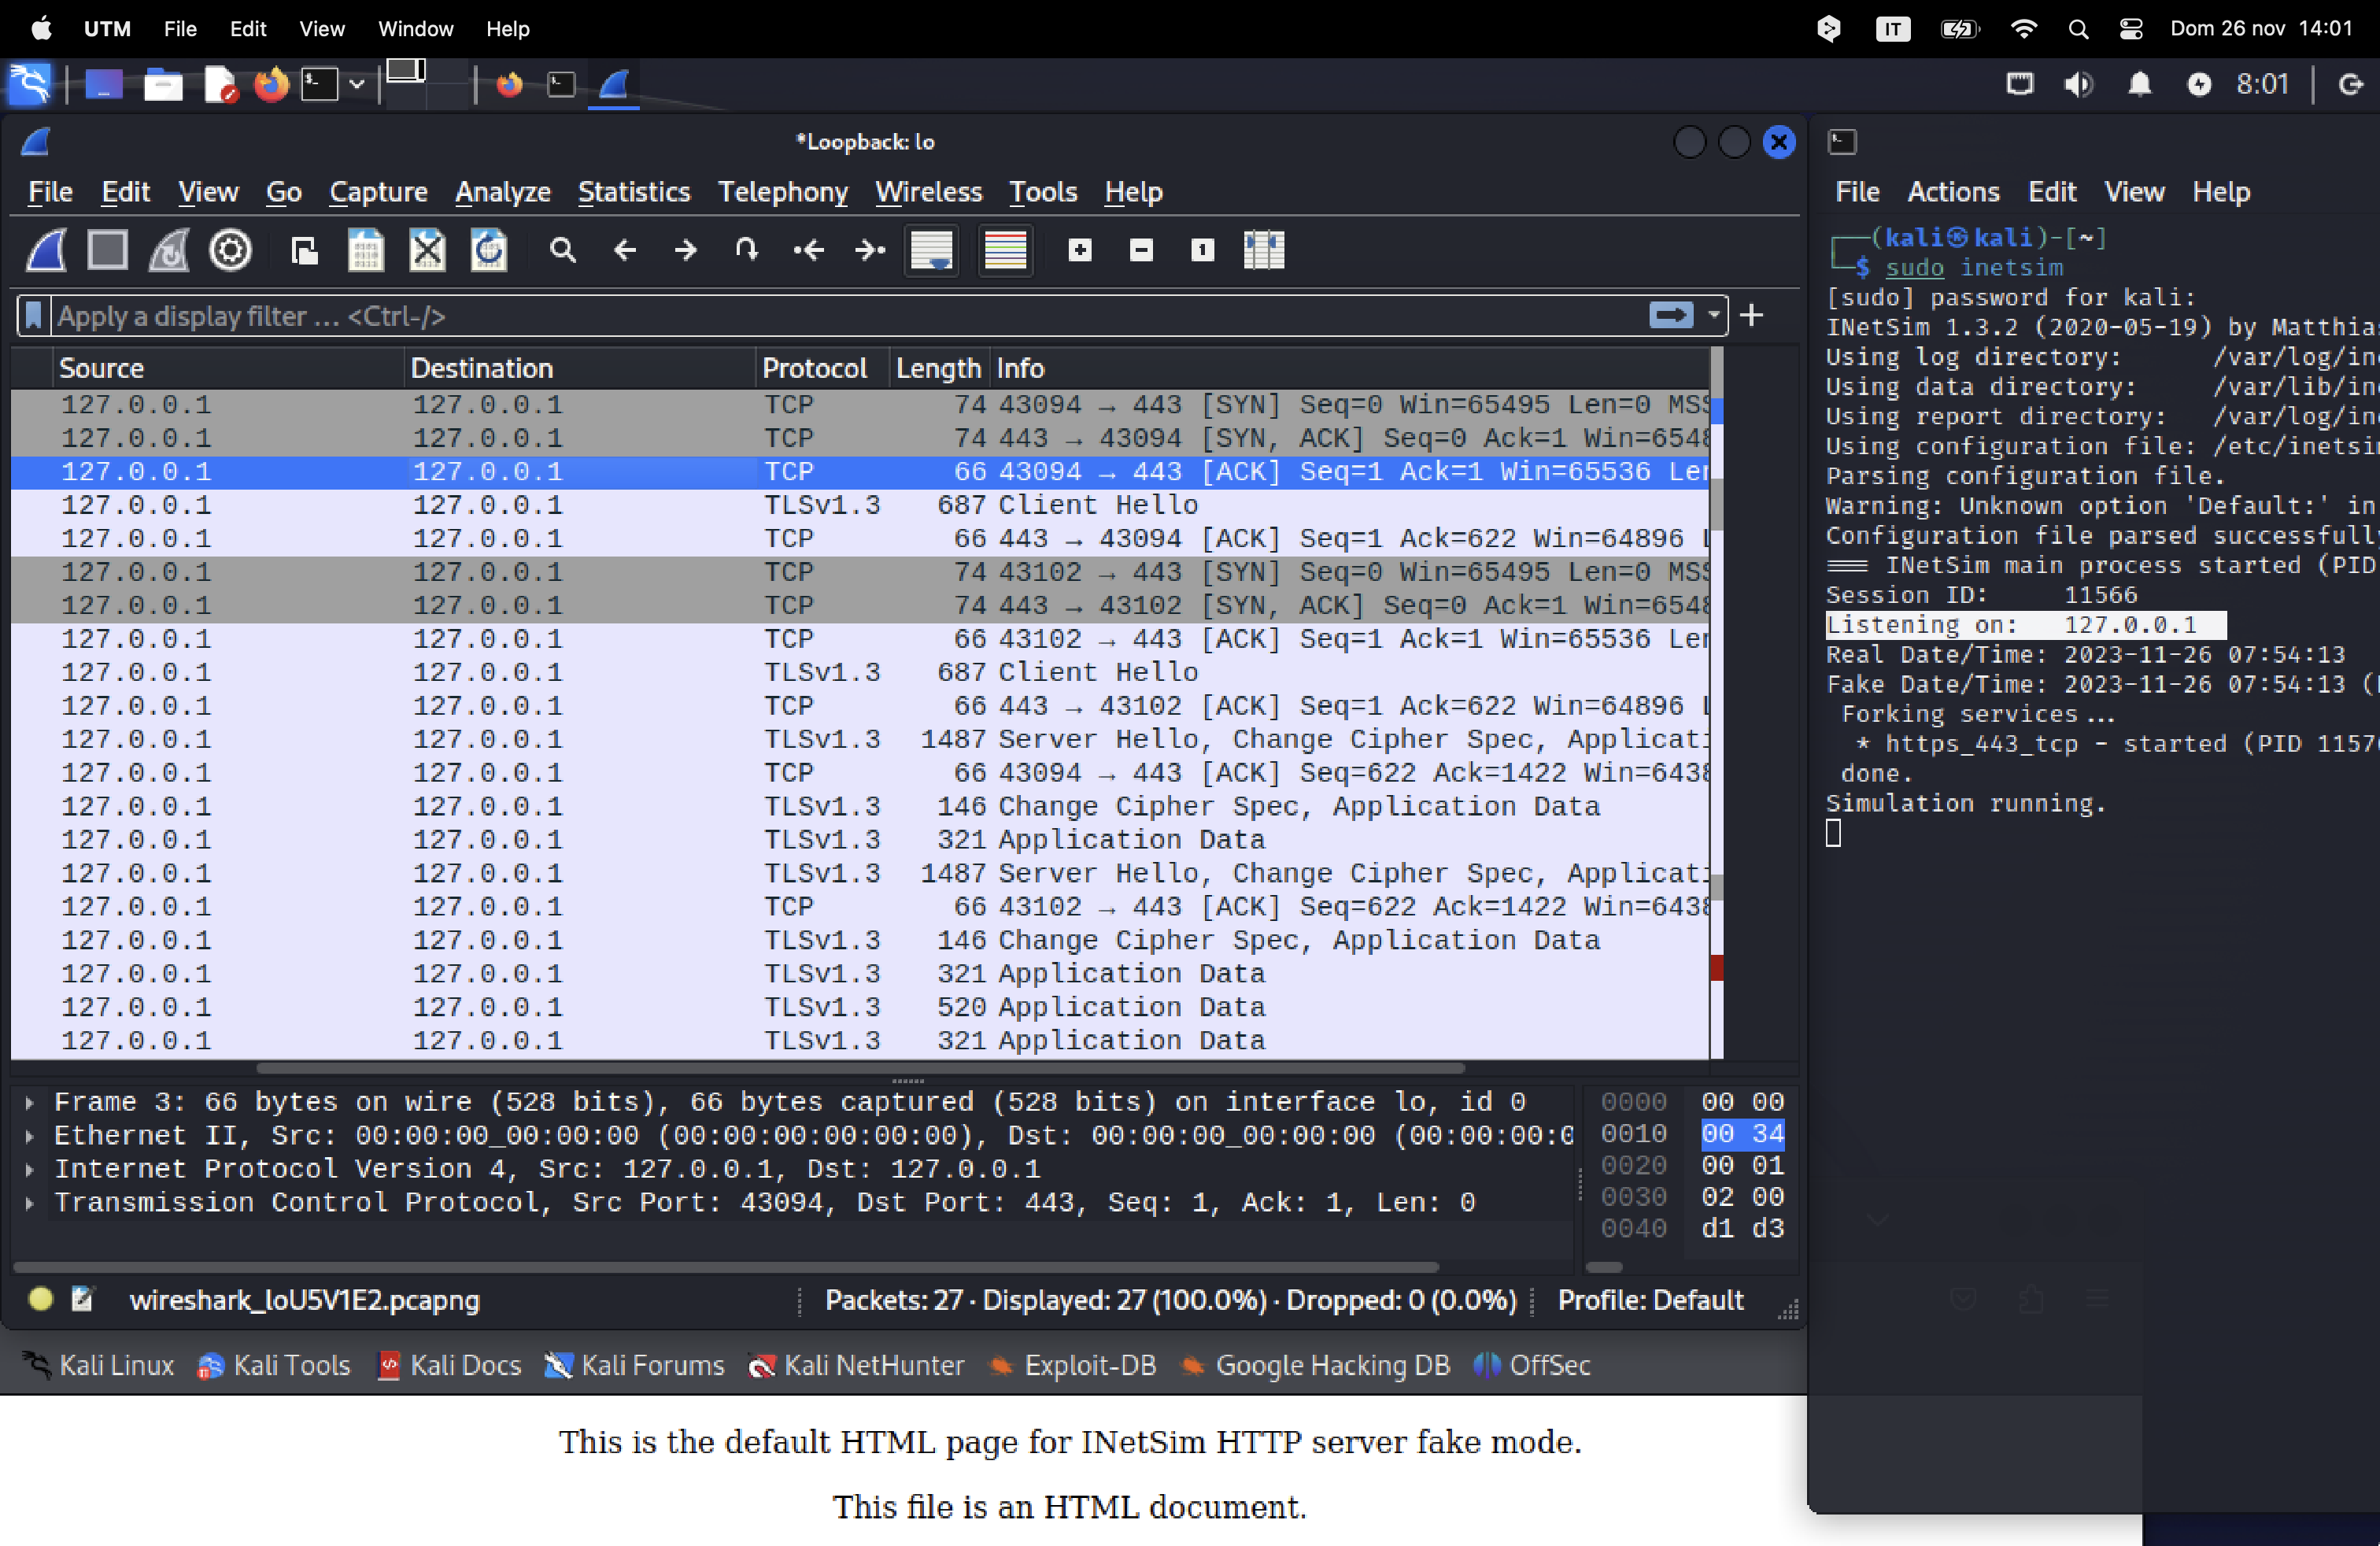 UTM File Edit View Window Help IT Dom 26 nov 14:01
8:01
*Loopback: lo
File Edit View Go Capture Analyze Statistics Telephony Wireless Tools Help
Apply a display filter ... <Ctrl-/>
Source Destination Protocol Length Info
127.0.0.1 127.0.0.1 TCP 74 43094 → 443 [SYN] Seq=0 Win=65495 Len=0 MSS
127.0.0.1 127.0.0.1 TCP 74 443 → 43094 [SYN, ACK] Seq=0 Ack=1 Win=6548
127.0.0.1 127.0.0.1 TCP 66 43094 → 443 [ACK] Seq=1 Ack=1 Win=65536 Len
127.0.0.1 127.0.0.1 TLSv1.3 687 Client Hello
127.0.0.1 127.0.0.1 TCP 66 443 → 43094 [ACK] Seq=1 Ack=622 Win=64896 L
127.0.0.1 127.0.0.1 TCP 74 43102 → 443 [SYN] Seq=0 Win=65495 Len=0 MSS
127.0.0.1 127.0.0.1 TCP 74 443 → 43102 [SYN, ACK] Seq=0 Ack=1 Win=6548
127.0.0.1 127.0.0.1 TCP 66 43102 → 443 [ACK] Seq=1 Ack=1 Win=65536 Len
127.0.0.1 127.0.0.1 TLSv1.3 687 Client Hello
127.0.0.1 127.0.0.1 TCP 66 443 → 43102 [ACK] Seq=1 Ack=622 Win=64896 L
127.0.0.1 127.0.0.1 TLSv1.3 1487 Server Hello, Change Cipher Spec, Applicati
127.0.0.1 127.0.0.1 TCP 66 43094 → 443 [ACK] Seq=622 Ack=1422 Win=6438
127.0.0.1 127.0.0.1 TLSv1.3 146 Change Cipher Spec, Application Data
127.0.0.1 127.0.0.1 TLSv1.3 321 Application Data
127.0.0.1 127.0.0.1 TLSv1.3 1487 Server Hello, Change Cipher Spec, Applicati
127.0.0.1 127.0.0.1 TCP 66 43102 → 443 [ACK] Seq=622 Ack=1422 Win=6438
127.0.0.1 127.0.0.1 TLSv1.3 146 Change Cipher Spec, Application Data
127.0.0.1 127.0.0.1 TLSv1.3 321 Application Data
127.0.0.1 127.0.0.1 TLSv1.3 520 Application Data
127.0.0.1 127.0.0.1 TLSv1.3 321 Application Data
Frame 3: 66 bytes on wire (528 bits), 66 bytes captured (528 bits) on interface lo, id 0
Ethernet II, Src: 00:00:00_00:00:00 (00:00:00:00:00:00), Dst: 00:00:00_00:00:00 (00:00:00:0
Internet Protocol Version 4, Src: 127.0.0.1, Dst: 127.0.0.1
Transmission Control Protocol, Src Port: 43094, Dst Port: 443, Seq: 1, Ack: 1, Len: 0
0000 00 00
0010 00 34
0020 00 01
0030 02 00
0040 d1 d3
wireshark_loU5V1E2.pcapng Packets: 27 · Displayed: 27 (100.0%) · Dropped: 0 (0.0%) Profile: Default
Kali Linux Kali Tools Kali Docs Kali Forums Kali NetHunter Exploit-DB Google Hacking DB OffSec
This is the default HTML page for INetSim HTTP server fake mode.
This file is an HTML document.
File Actions Edit View Help
┌──(kali㉿kali)-[~]
└─$ sudo inetsim
[sudo] password for kali:
INetSim 1.3.2 (2020-05-19) by Matthia
Using log directory: /var/log/in
Using data directory: /var/lib/in
Using report directory: /var/log/in
Using configuration file: /etc/inetsi
Parsing configuration file.
Warning: Unknown option 'Default:' in
Configuration file parsed successfully
═══ INetSim main process started (PID
Session ID: 11566
Listening on: 127.0.0.1
Real Date/Time: 2023-11-26 07:54:13
Fake Date/Time: 2023-11-26 07:54:13 (
Forking services...
* https_443_tcp - started (PID 1157
done.
Simulation running.